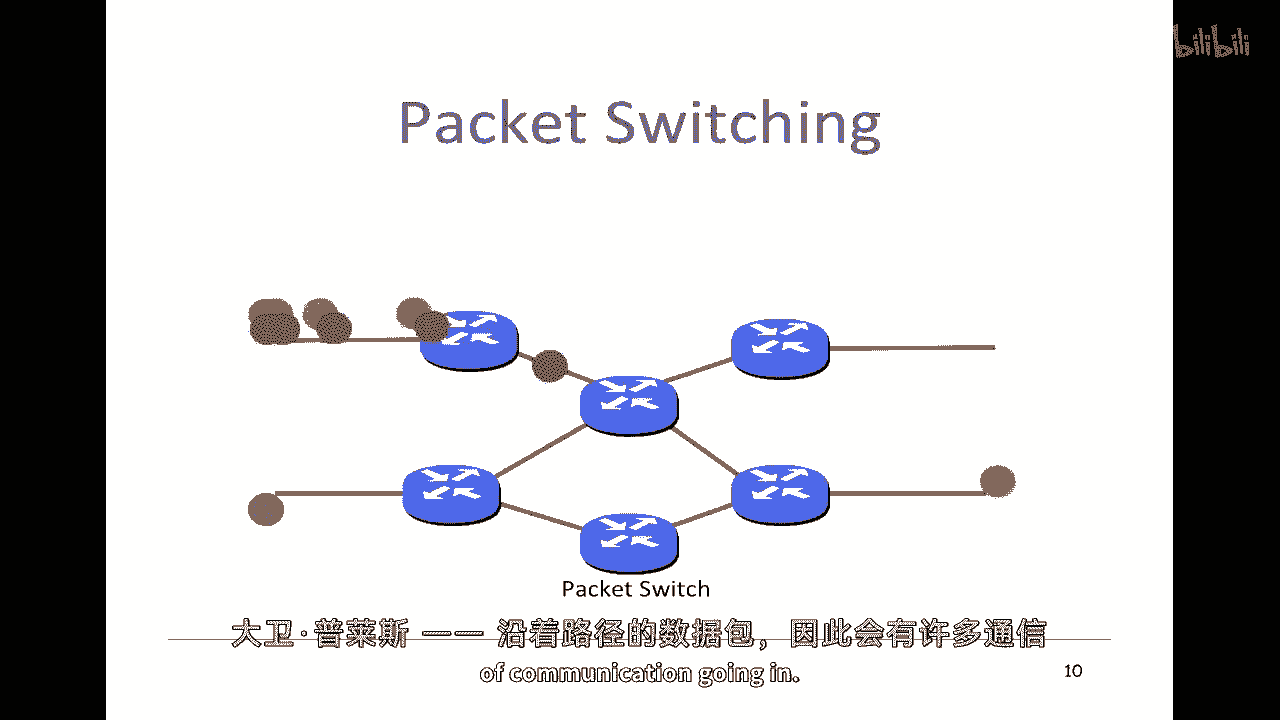 bilibili
Packet Switching
Packet Switch
大卫·普莱斯 —— 沿着路径的数据包，因此会有许多通信
of communication going in.
10